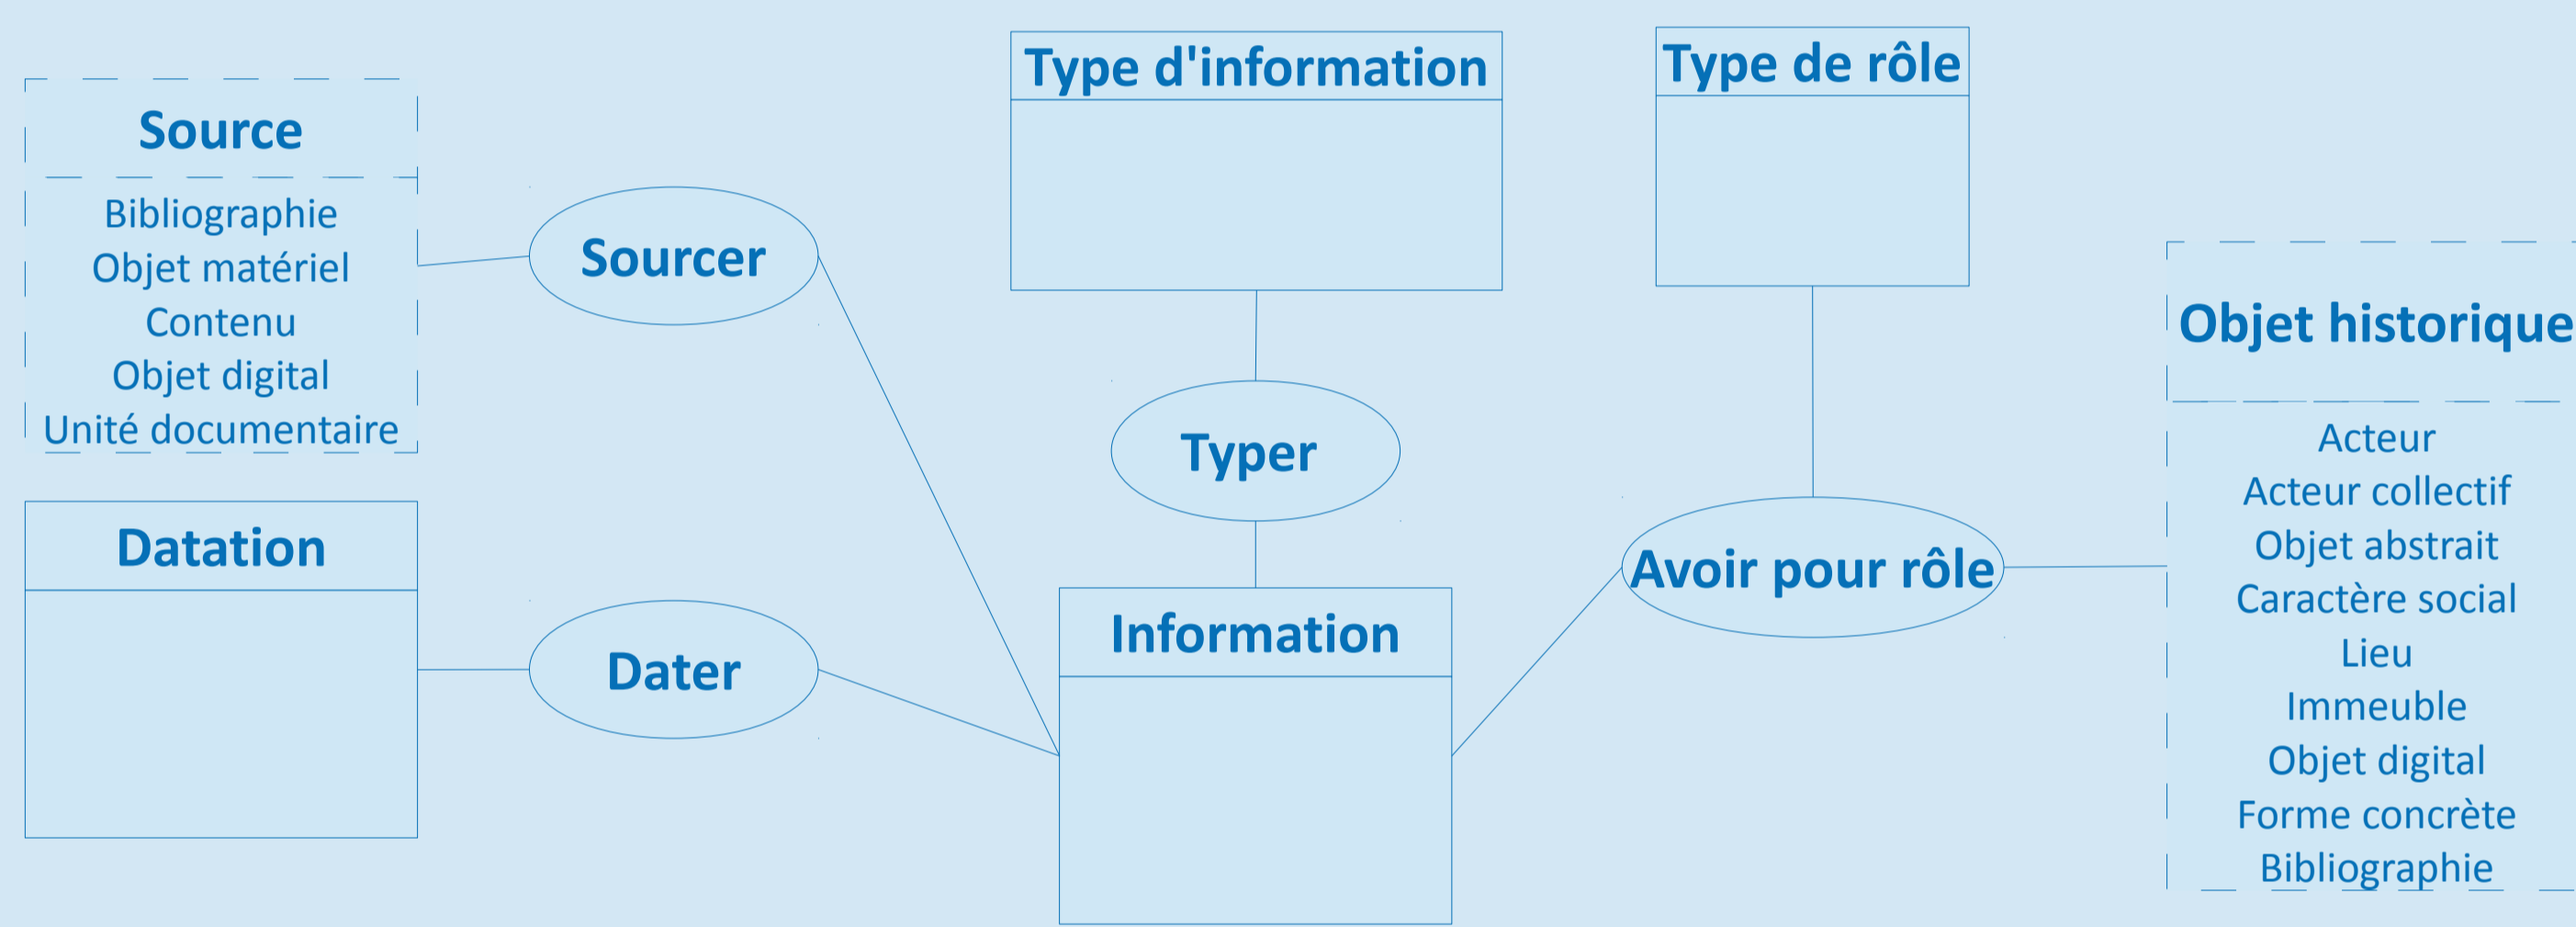 Source
Bibliographie
Objet matériel
Contenu
Objet digital
Unité documentaire
Sourcer
Datation
Dater
Type d'information
Typer
Information
Type de rôle
Avoir pour rôle
Objet historique
Acteur
Acteur collectif
Objet abstrait
Caractère social
Lieu
Immeuble
Objet digital
Forme concrète
Bibliographie